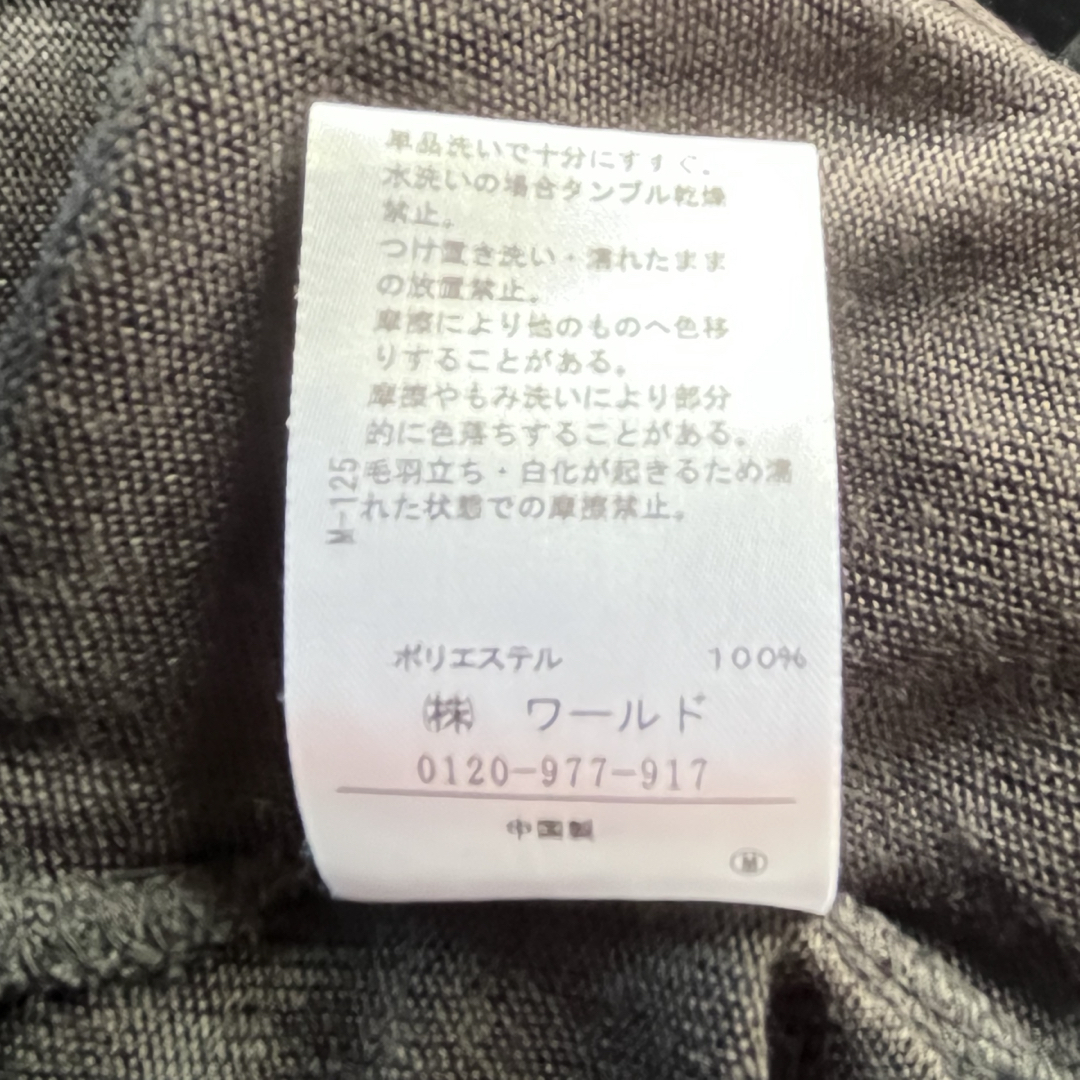 単品洗いで十分にすすぐ。
水洗いの場合タンブル乾燥
禁止。
つけ置き洗い・濡れたまま
の放置禁止。
摩擦により他のものへ色移
りすることがある。
摩擦やもみ洗いにより部分
的に色落ちすることがある。
毛羽立ち・白化が起きるため濡
れた状態での摩擦禁止。
M-125
ポリエステル 100%
㈱ ワールド
0120-977-917
中国製
Ⓜ